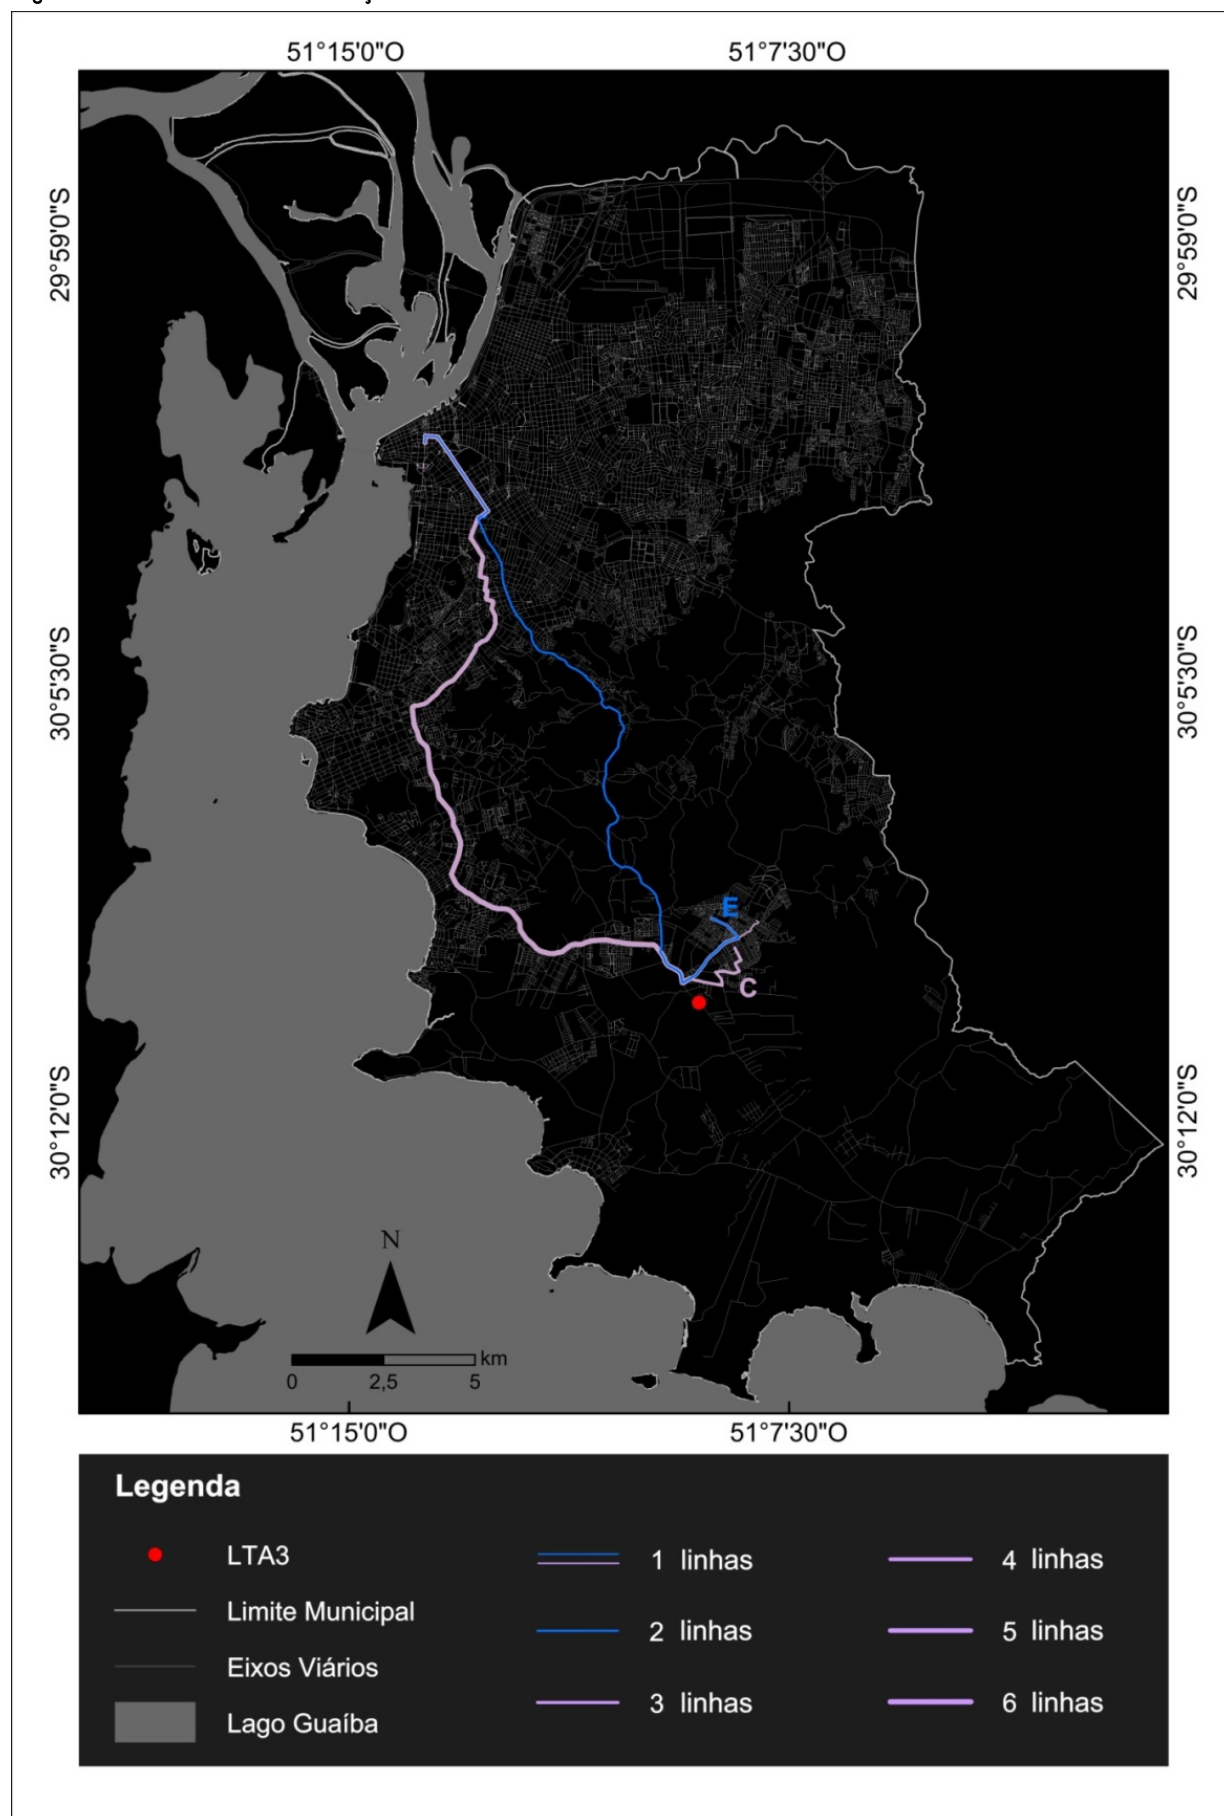 51°15'0"O 51°7'30"O
29°59'0"S 29°59'0"S
30°5'30"S 30°5'30"S
E
C
30°12'0"S 30°12'0"S
N
km
0 2,5 5
51°15'0"O 51°7'30"O
Legenda
LTA3
Limite Municipal
Eixos Viários
Lago Guaíba
1 linhas
2 linhas
3 linhas
4 linhas
5 linhas
6 linhas